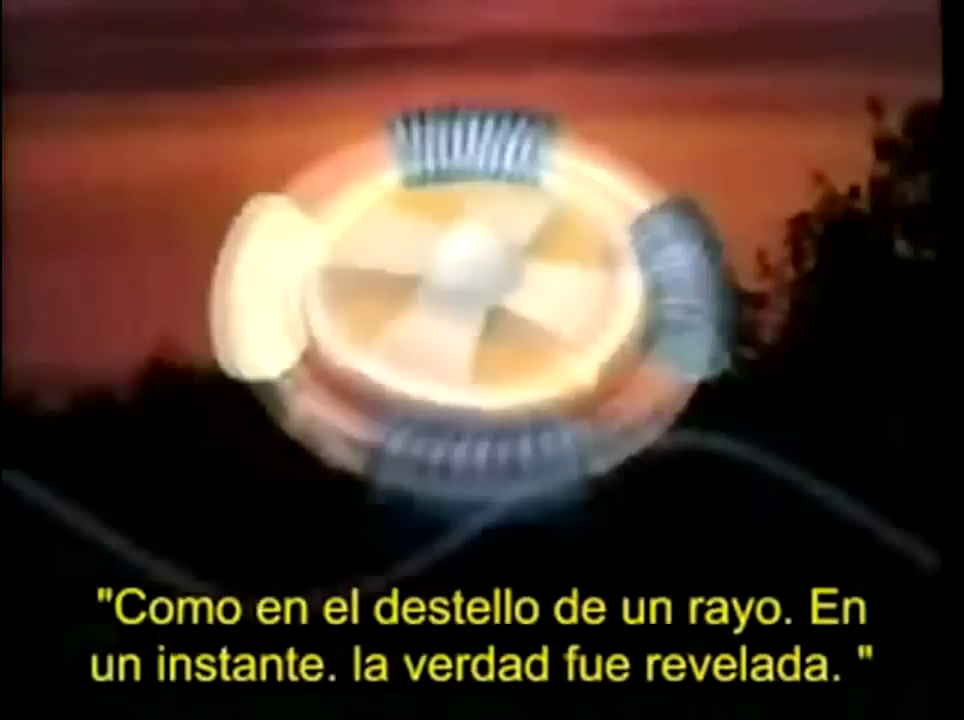 "Como en el destello de un rayo. En
un instante. la verdad fue revelada. "